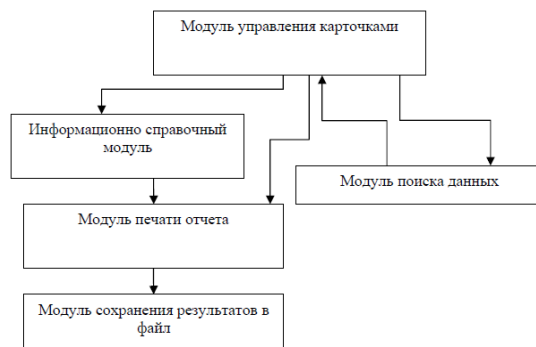 Модуль управления карточками
Информационно справочный
модуль
Модуль поиска данных
Модуль печати отчета
Модуль сохранения результатов в
файл